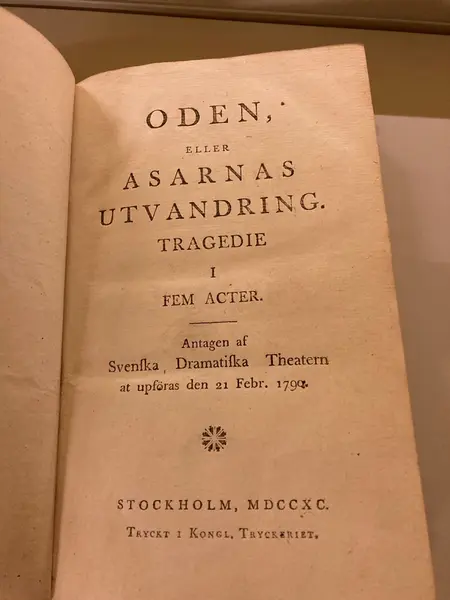 ODEN,
ELLER
ASARNAS
UTVANDRING.
TRAGEDIE
I
FEM ACTER.
Antagen af
Svenſka, Dramatiſka Theatern
at upföras den 21 Febr. 1790.
STOCKHOLM, MDCCXC.
TRYCKT I KONGL. TRYCKERIET.